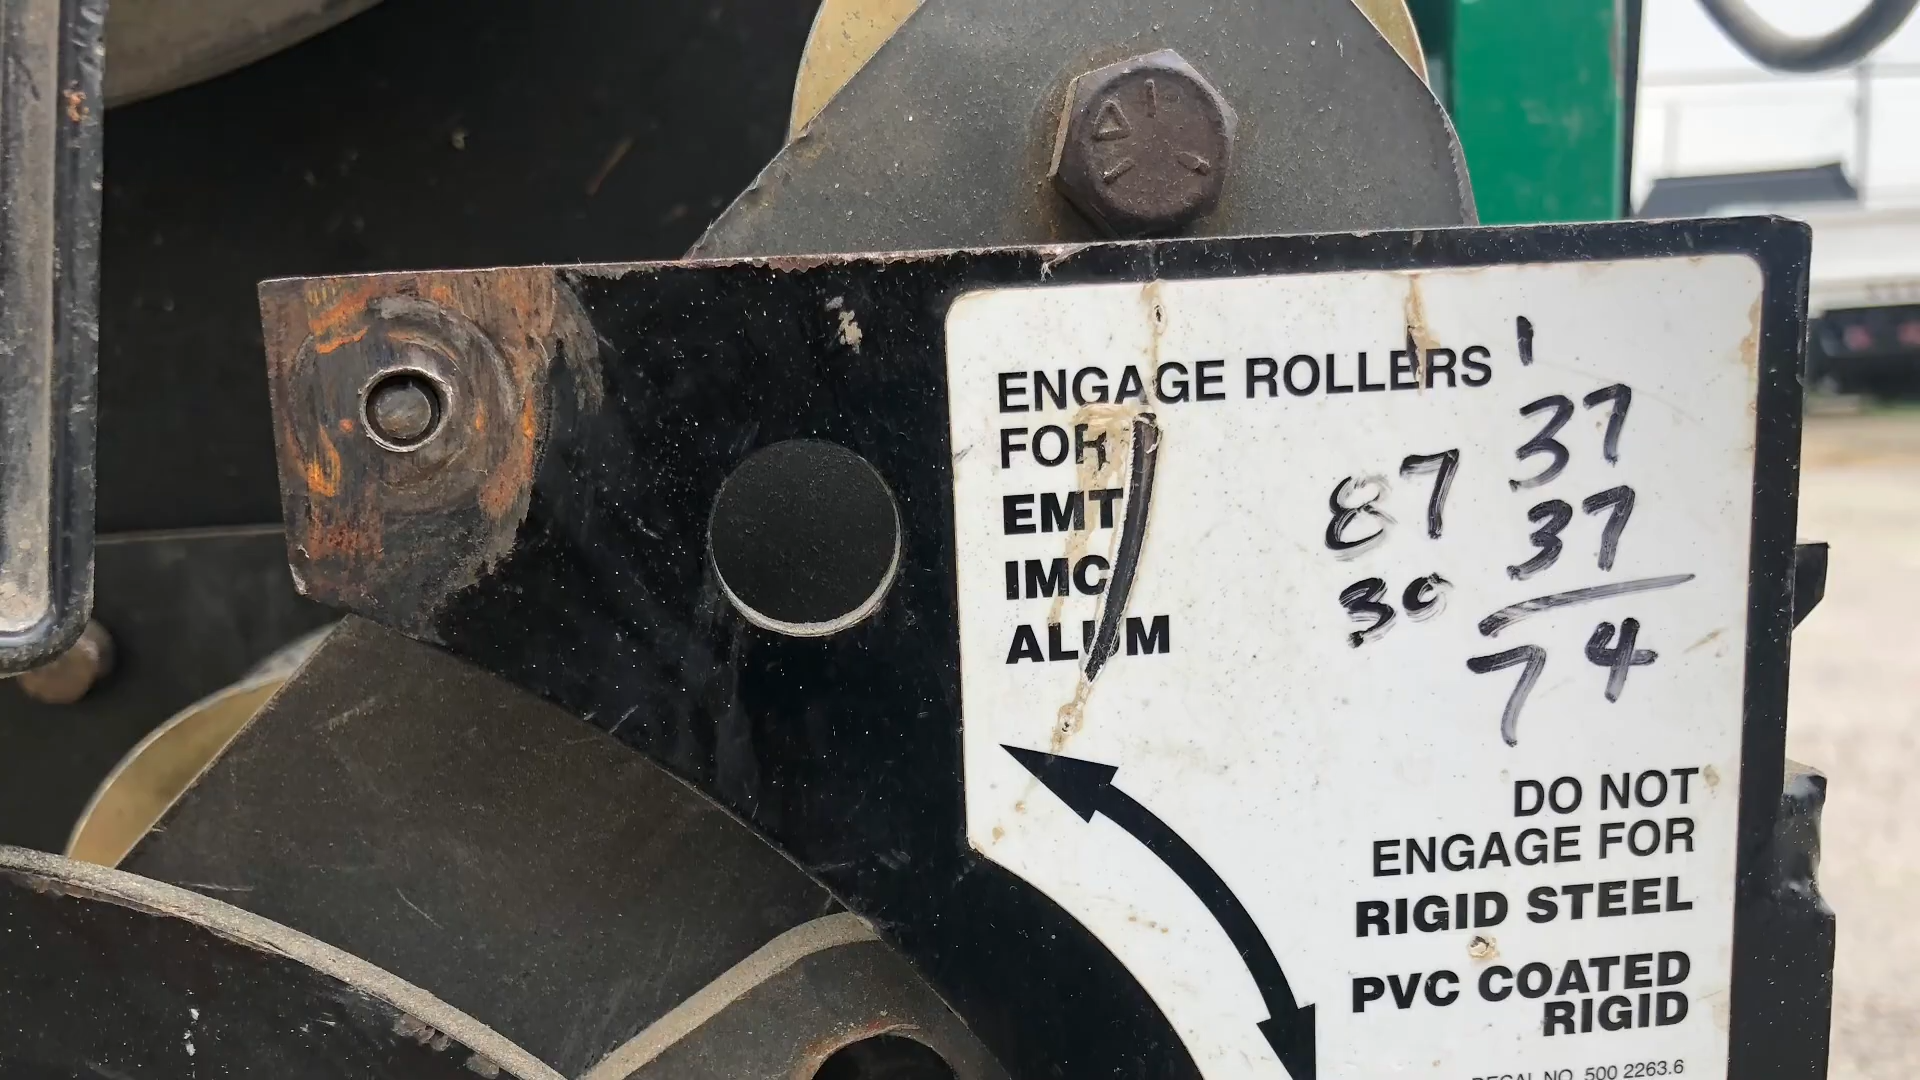 ENGAGE ROLLERS
FOR
EMT
IMC
ALUM
1
37
37
74
87
30
DO NOT
ENGAGE FOR
RIGID STEEL
PVC COATED
RIGID
DECAL NO. 500 2263.6